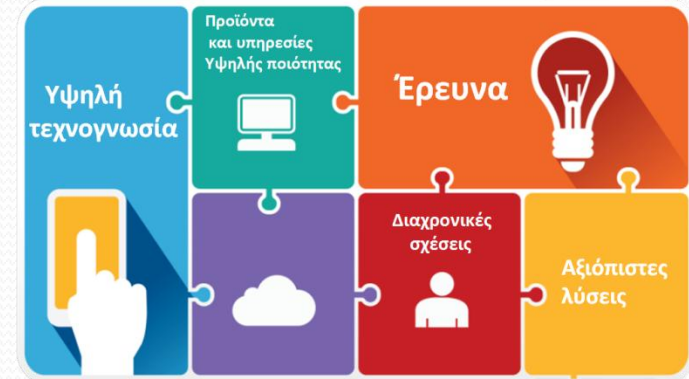 Υψηλή
τεχνογνωσία
Προϊόντα
και υπηρεσίες
Υψηλής ποιότητας
Έρευνα
Διαχρονικές
σχέσεις
Αξιόπιστες
λύσεις